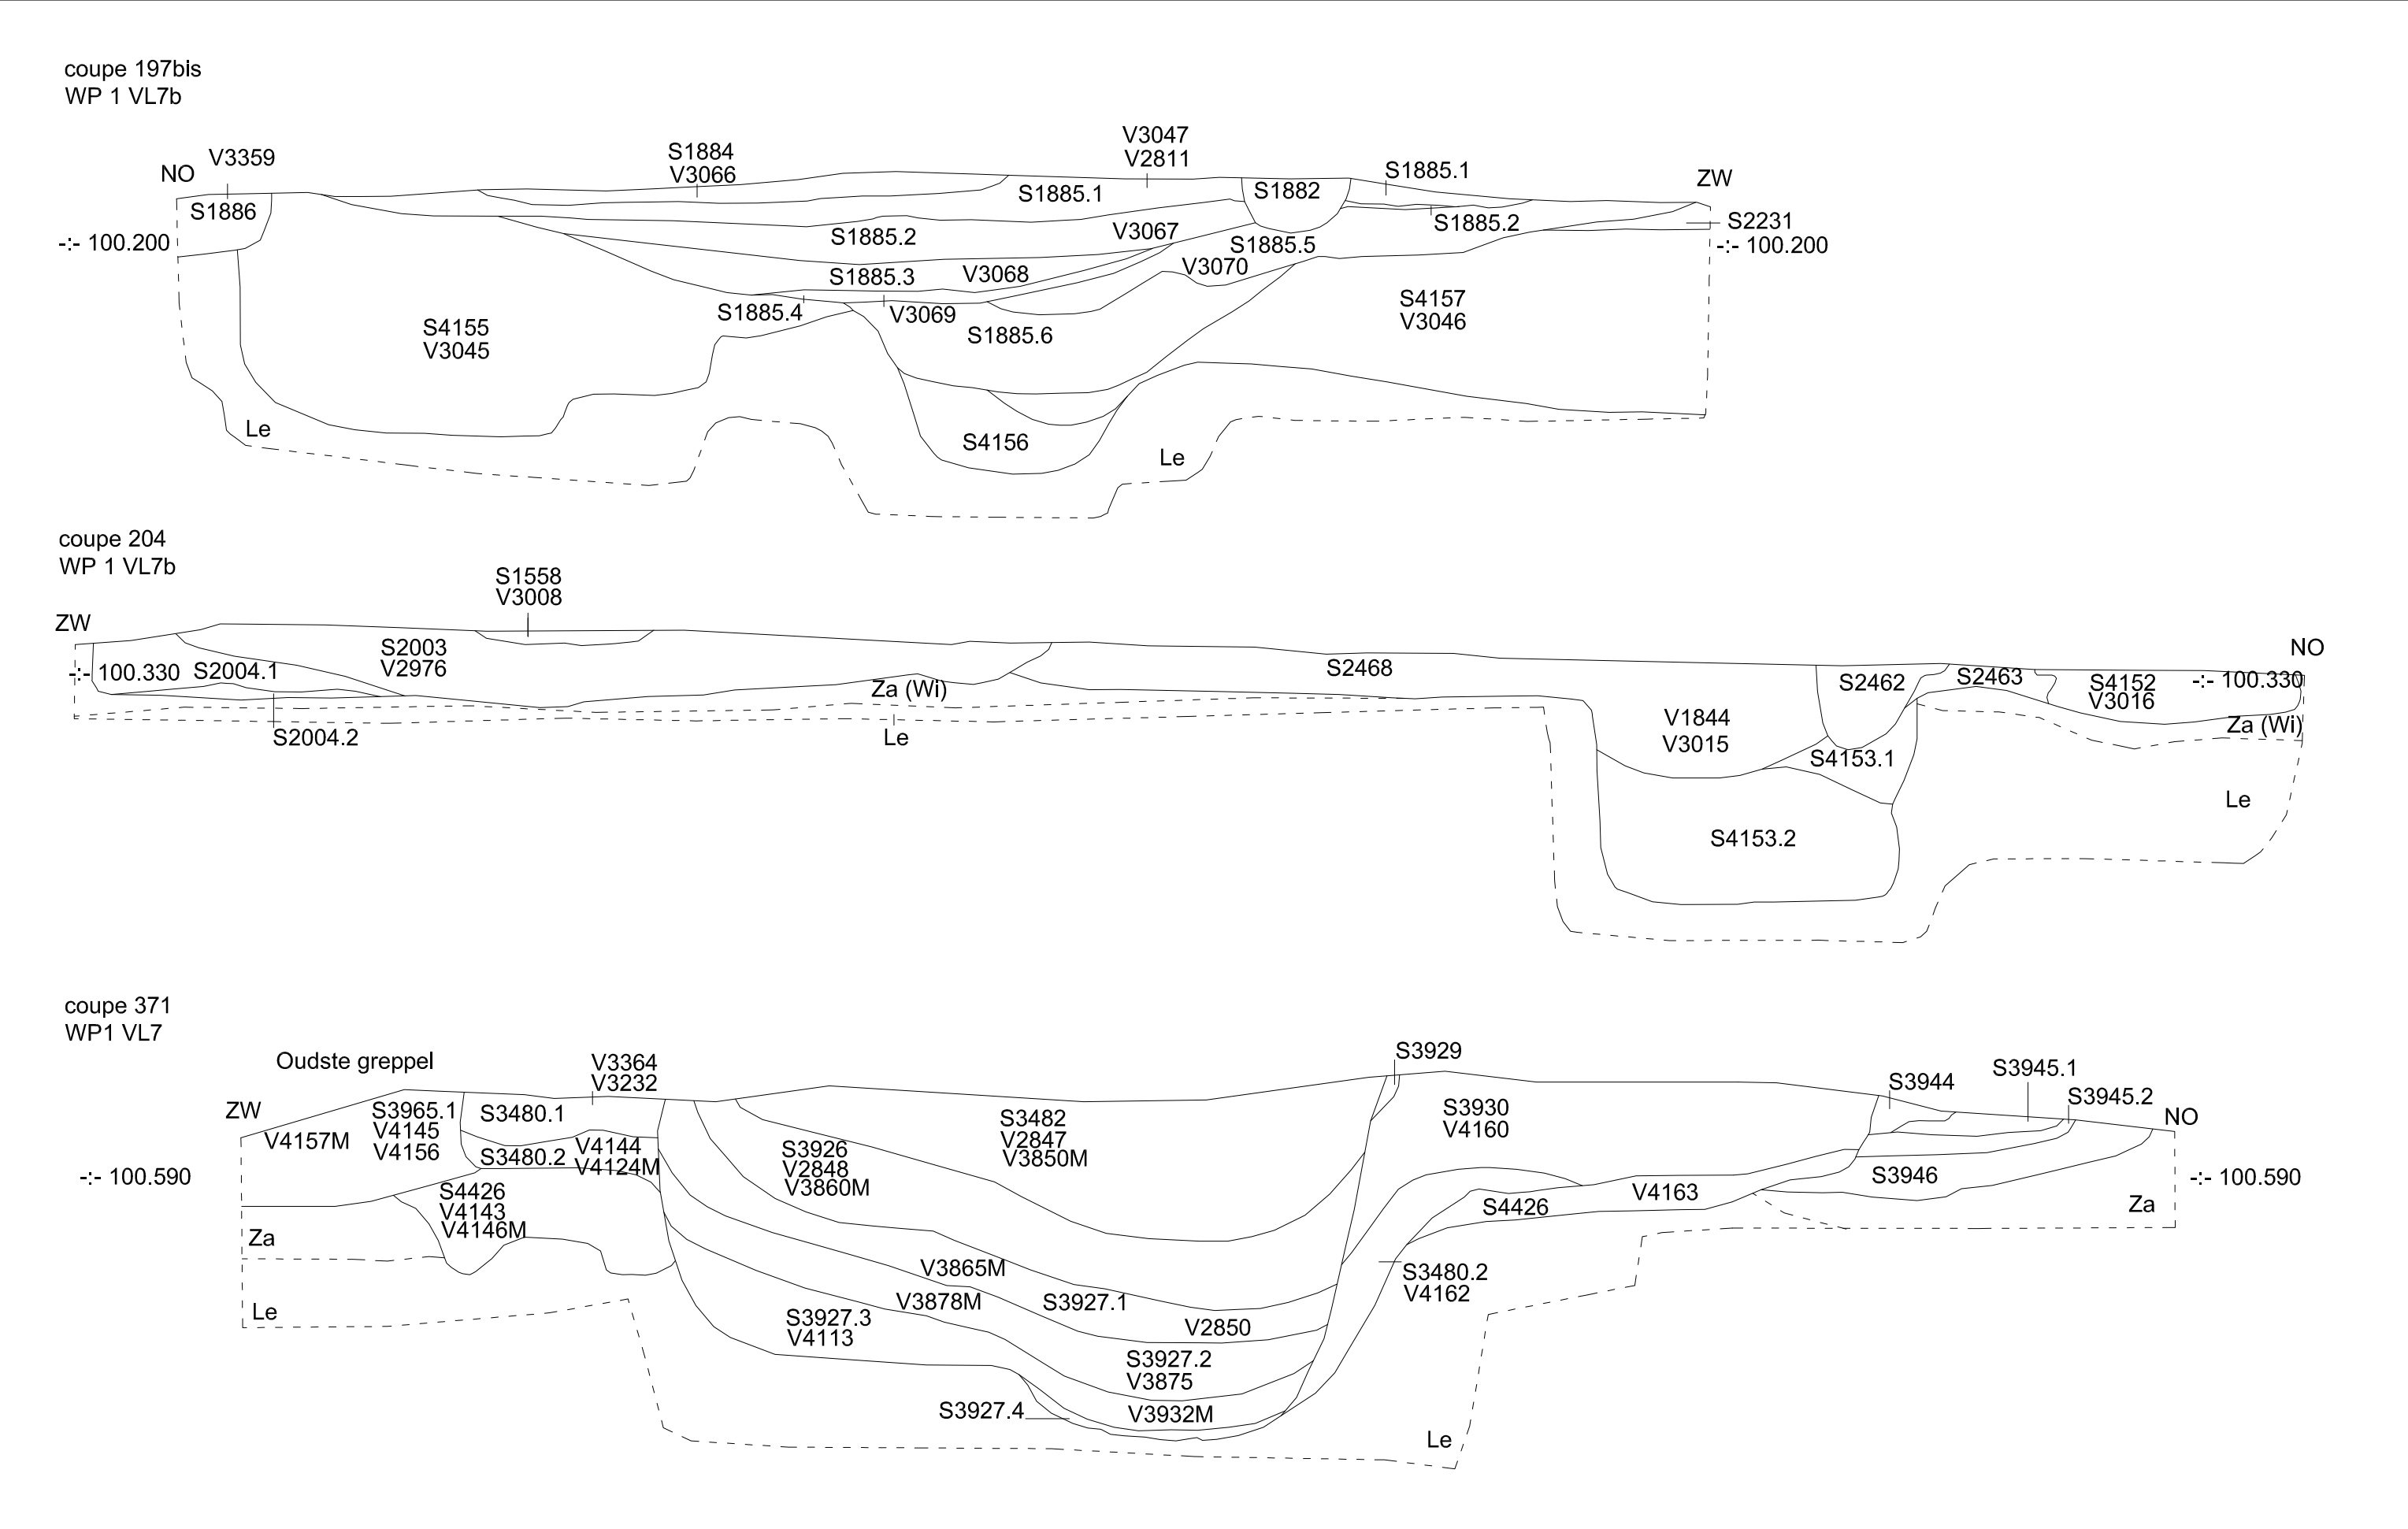 coupe 197bis
WP 1 VL7b
V3047
V2811
S1884
V3066
V3359
NO
S1885.1
ZW
S1886
S1885.1
S1882
S1885.2
S2231
-:- 100.200
S1885.2
V3067
S1885.5
-:- 100.200
S1885.3
V3068
V3070
S1885.4
V3069
S4155
V3045
S1885.6
S4157
V3046
Le
S4156
Le
coupe 204
WP 1 VL7b
S1558
V3008
ZW
NO
-:- 100.330
S2004.1
S2003
V2976
Za (Wi)
S2468
S2462
S2463
S4152
V3016
-:- 100.330
S2004.2
Le
V1844
V3015
S4153.1
Za (Wi)
Le
S4153.2
coupe 371
WP1 VL7
Oudste greppel
V3364
V3232
S3929
S3944
S3945.1
S3945.2
ZW
NO
V4157M
S3965.1
V4145
V4156
S3480.1
S3480.2
V4144
V4124M
S3926
V2848
V3860M
S3482
V2847
V3850M
S3930
V4160
-:- 100.590
S4426
V4143
V4146M
S4426
V4163
S3946
-:- 100.590
Za
Za
V3865M
V3878M
S3927.1
S3480.2
V4162
Le
S3927.3
V4113
V2850
S3927.2
V3875
S3927.4
V3932M
Le